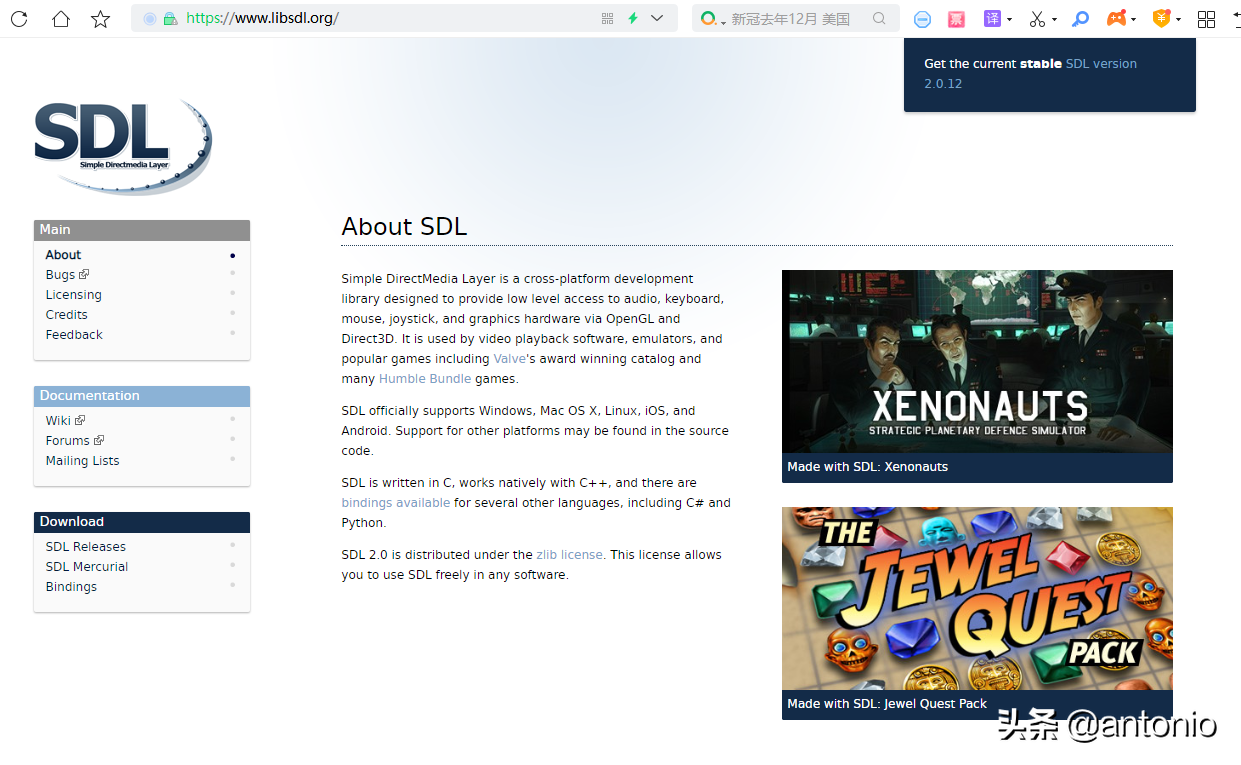 https://www.libsdl.org/
新冠去年12月 美国
票
译
Get the current stable SDL version
2.0.12
SDL
Simple Directmedia Layer
Main
About
Bugs
Licensing
Credits
Feedback
Documentation
Wiki
Forums
Mailing Lists
Download
SDL Releases
SDL Mercurial
Bindings
About SDL
Simple DirectMedia Layer is a cross-platform development
library designed to provide low level access to audio, keyboard,
mouse, joystick, and graphics hardware via OpenGL and
Direct3D. It is used by video playback software, emulators, and
popular games including Valve's award winning catalog and
many Humble Bundle games.
SDL officially supports Windows, Mac OS X, Linux, iOS, and
Android. Support for other platforms may be found in the source
code.
SDL is written in C, works natively with C++, and there are
bindings available for several other languages, including C# and
Python.
SDL 2.0 is distributed under the zlib license. This license allows
you to use SDL freely in any software.
XENONAUTS
STRATEGIC PLANETARY DEFENCE SIMULATOR
Made with SDL: Xenonauts
THE
JEWEL
QUEST
PACK
Made with SDL: Jewel Quest Pack
头条 @antonio